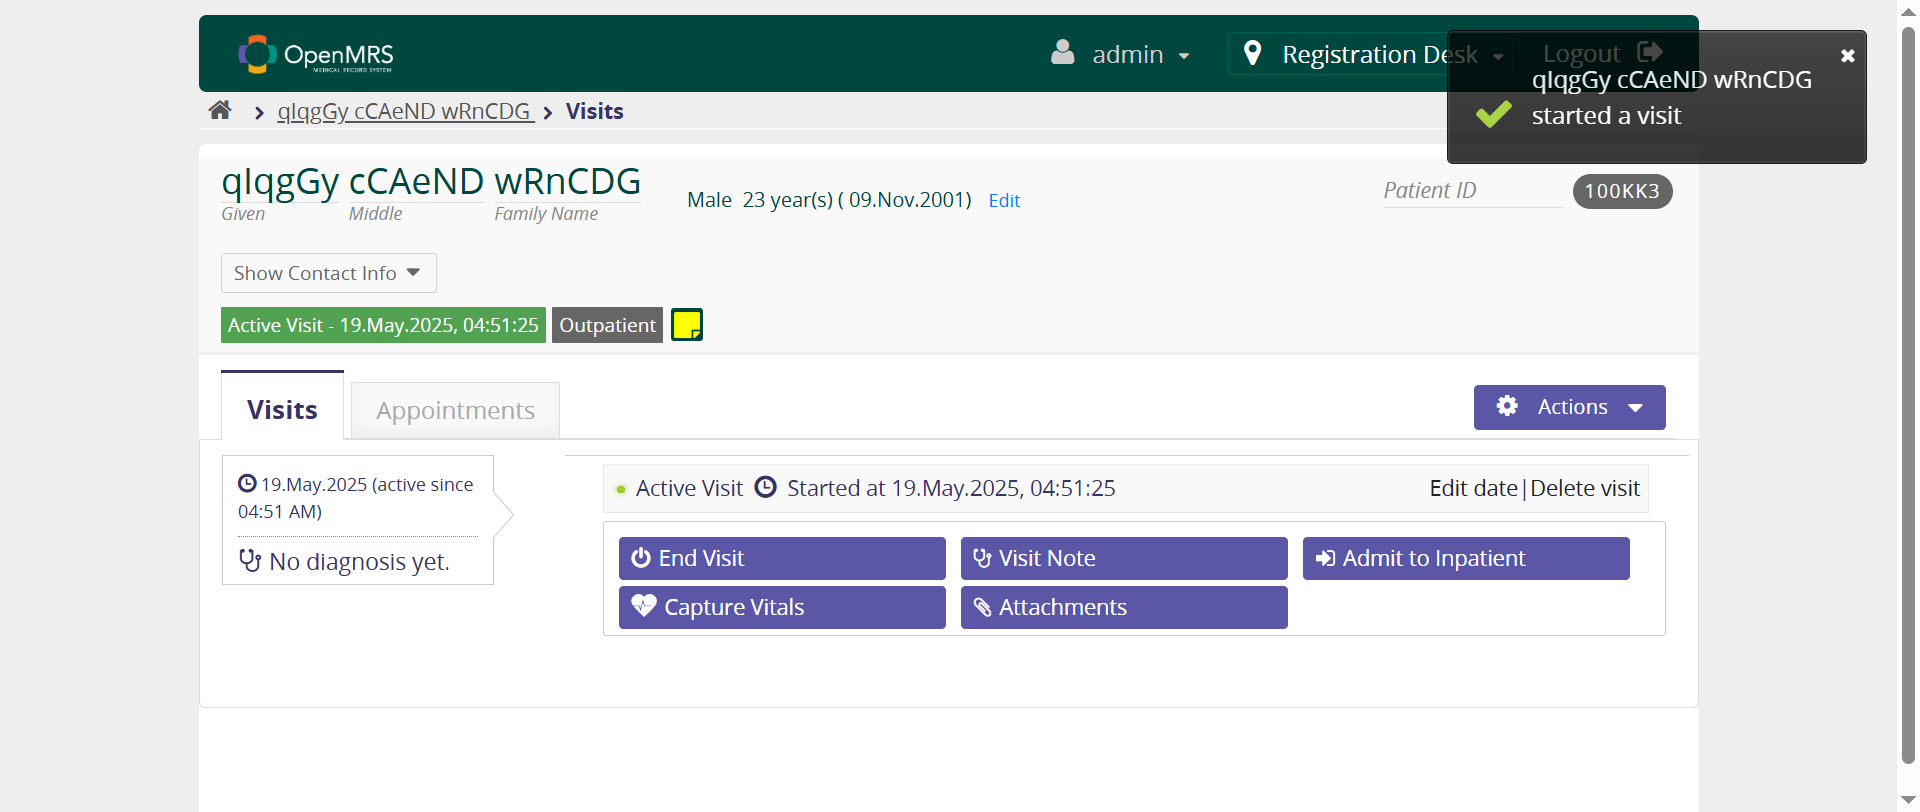 OpenMRS
MEDICAL RECORD SYSTEM
admin
Registration Desk
Logout
qIqgGy cCAeND wRnCDG
started a visit
qIqgGy cCAeND wRnCDG
Visits
qIqgGy cCAeND wRnCDG
Given Middle Family Name
Male 23 year(s) ( 09.Nov.2001) Edit
Patient ID 100KK3
Show Contact Info
Active Visit - 19.May.2025, 04:51:25 Outpatient
Visits Appointments
Actions
19.May.2025 (active since
04:51 AM)
No diagnosis yet.
Active Visit Started at 19.May.2025, 04:51:25
Edit date|Delete visit
End Visit Visit Note Admit to Inpatient
Capture Vitals Attachments